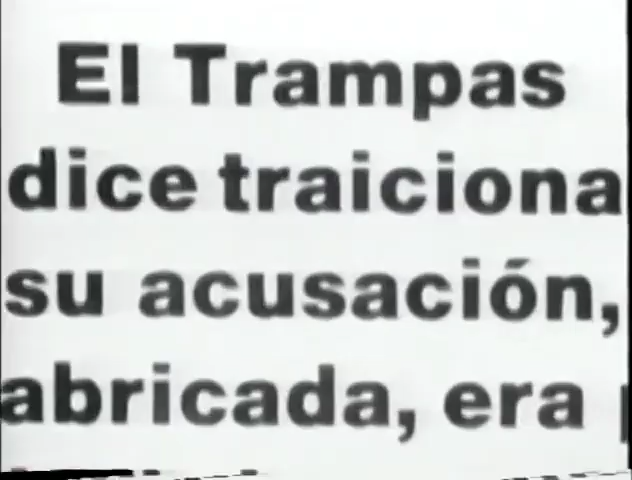 El Trampas
dice traiciona
su acusación,
abricada, era